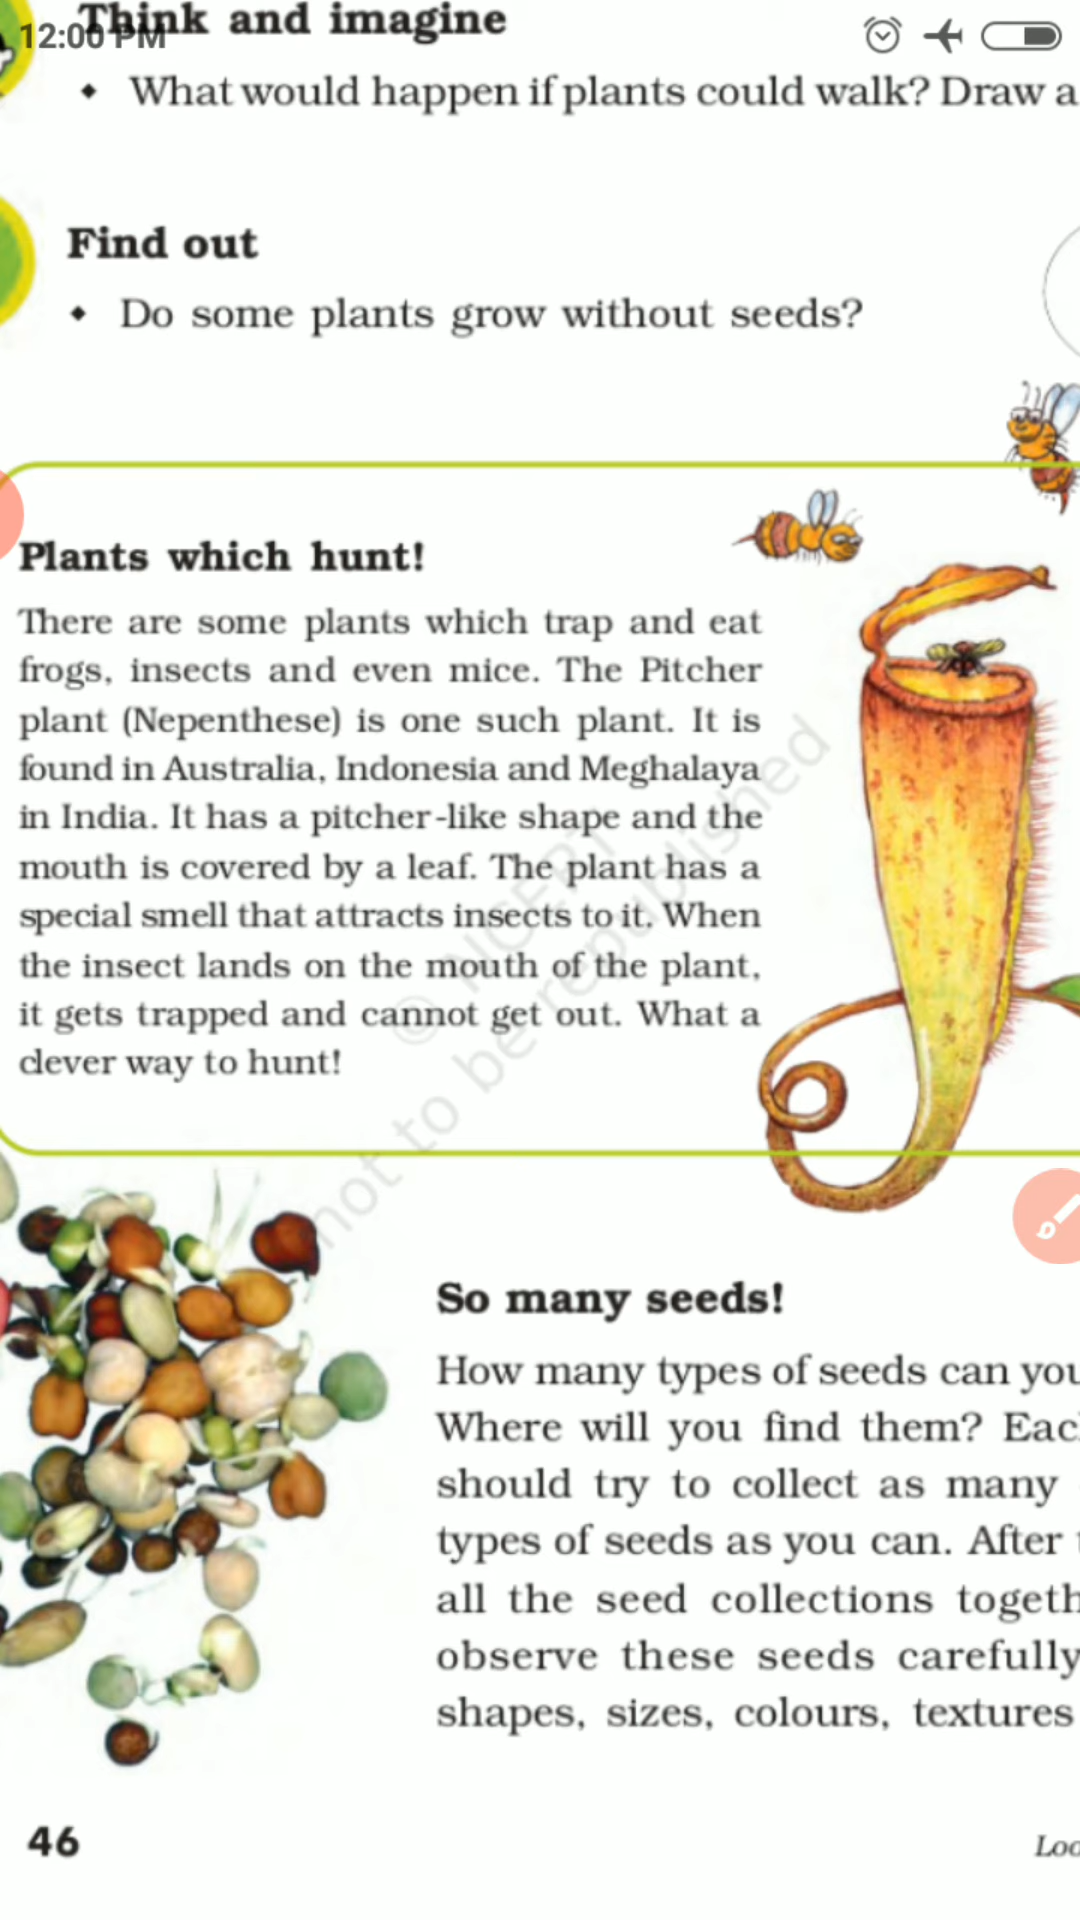 12:00 PM
Think and imagine
◆ What would happen if plants could walk? Draw a
Find out
◆ Do some plants grow without seeds?
Plants which hunt!
There are some plants which trap and eat
frogs, insects and even mice. The Pitcher
plant (Nepenthese) is one such plant. It is
found in Australia, Indonesia and Meghalaya
in India. It has a pitcher-like shape and the
mouth is covered by a leaf. The plant has a
special smell that attracts insects to it. When
the insect lands on the mouth of the plant,
it gets trapped and cannot get out. What a
clever way to hunt!
© NCERT
not to be republished
So many seeds!
How many types of seeds can you
Where will you find them?
should try to collect as many
types of seeds as you can. After
all the seed collections
observe these seeds carefully
shapes, sizes, colours, textures
46